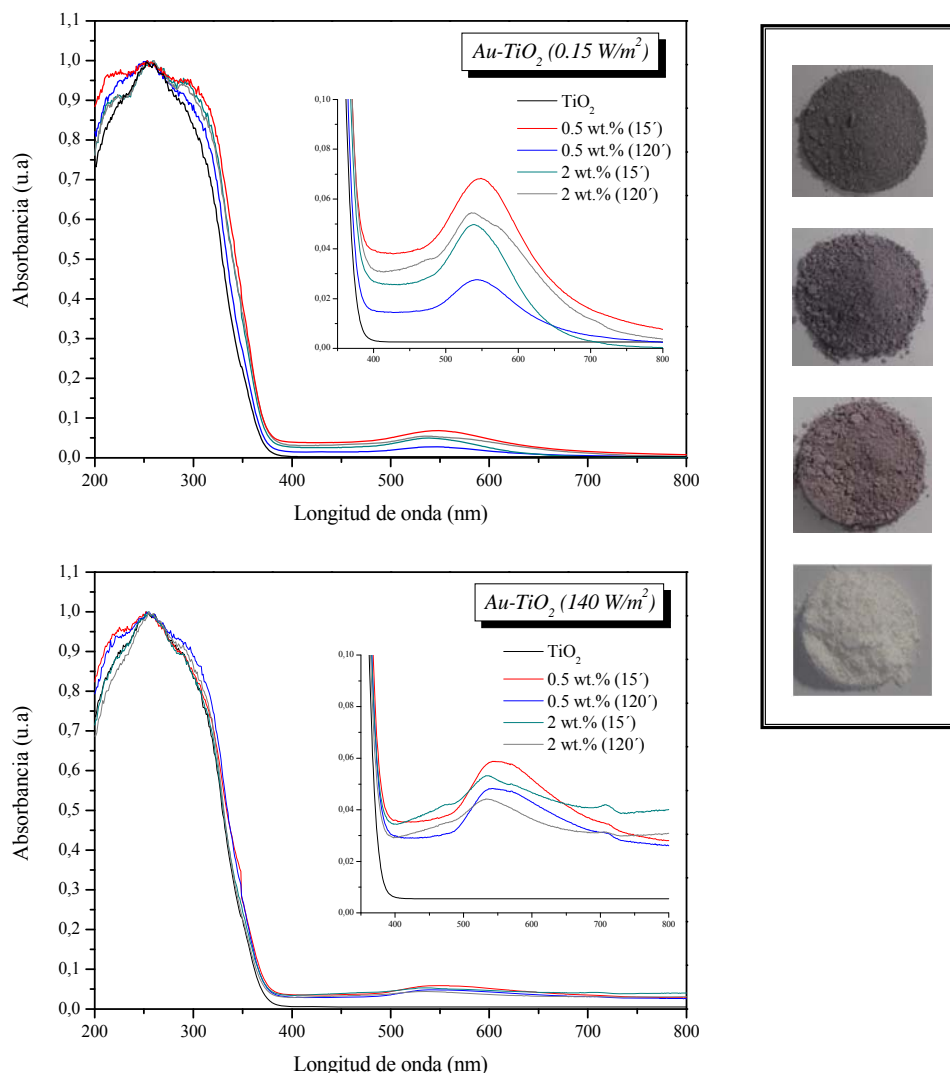 Au-TiO2 (0.15 W/m2)
TiO2
0.5 wt.% (15´)
0.5 wt.% (120´)
2 wt.% (15´)
2 wt.% (120´)
0,10
0,08
0,06
0,04
0,02
0,00
400 500 600 700 800
1,1
1,0
0,9
0,8
0,7
0,6
0,5
0,4
0,3
0,2
0,1
0,0
Absorbancia (u.a)
200 300 400 500 600 700 800
Longitud de onda (nm)
Au-TiO2 (140 W/m2)
TiO2
0.5 wt.% (15´)
0.5 wt.% (120´)
2 wt.% (15´)
2 wt.% (120´)
0,10
0,08
0,06
0,04
0,02
0,00
400 500 600 700 800
1,1
1,0
0,9
0,8
0,7
0,6
0,5
0,4
0,3
0,2
0,1
0,0
Absorbancia (u.a)
200 300 400 500 600 700 800
Longitud de onda (nm)